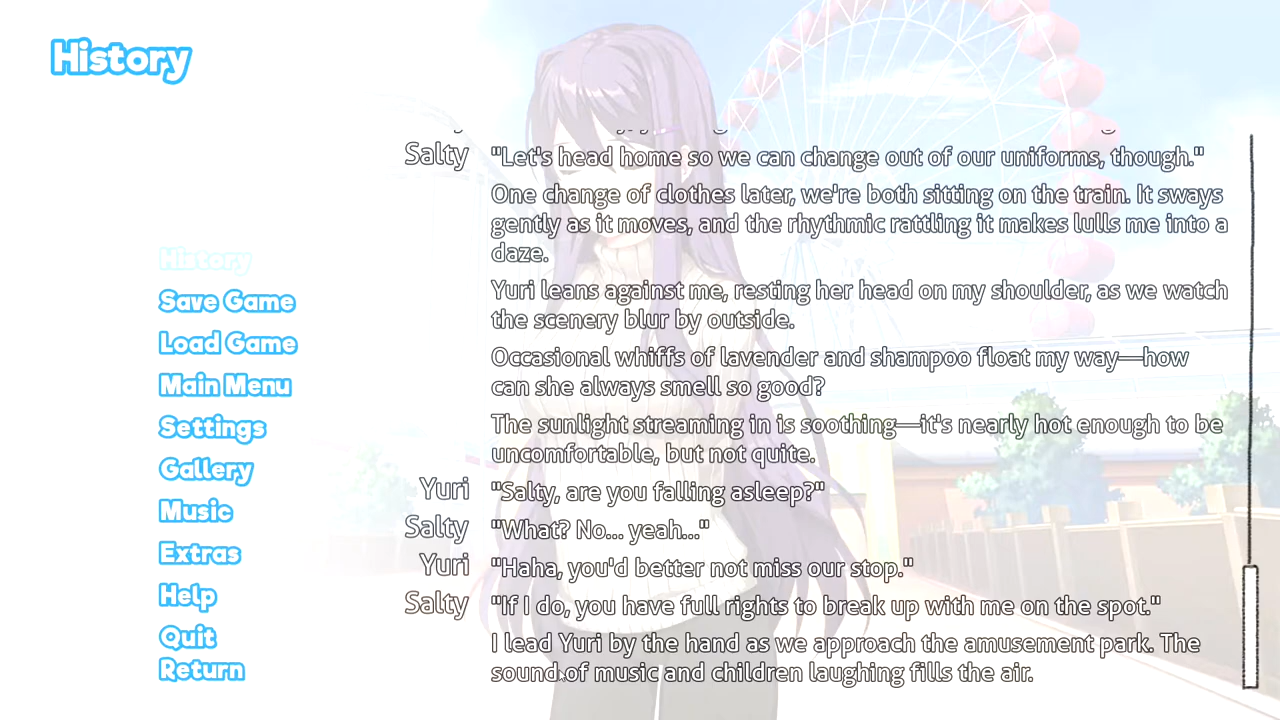 History
Salty "Let's head home so we can change out of our uniforms, though."
One change of clothes later, we're both sitting on the train. It sways
gently as it moves, and the rhythmic rattling it makes lulls me into a
daze.
Yuri leans against me, resting her head on my shoulder, as we watch
the scenery blur by outside.
Occasional whiffs of lavender and shampoo float my way—how
can she always smell so good?
The sunlight streaming in is soothing—it's nearly hot enough to be
uncomfortable, but not quite.
Yuri "Salty, are you falling asleep?"
Salty "What? No... yeah..."
Yuri "Haha, you'd better not miss our stop."
Salty "If I do, you have full rights to break up with me on the spot."
I lead Yuri by the hand as we approach the amusement park. The
sound of music and children laughing fills the air.
History
Save Game
Load Game
Main Menu
Settings
Gallery
Music
Extras
Help
Quit
Return